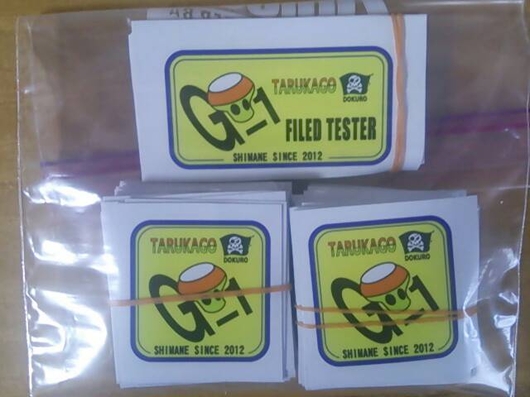 TARUKAGO
DOKURO
G-1
FILED TESTER
SHIMANE SINCE 2012
TARUKAGO
DOKURO
G-1
SHIMANE SINCE 2012
TARUKAGO
DOKURO
G-1
SHIMANE SINCE 2012